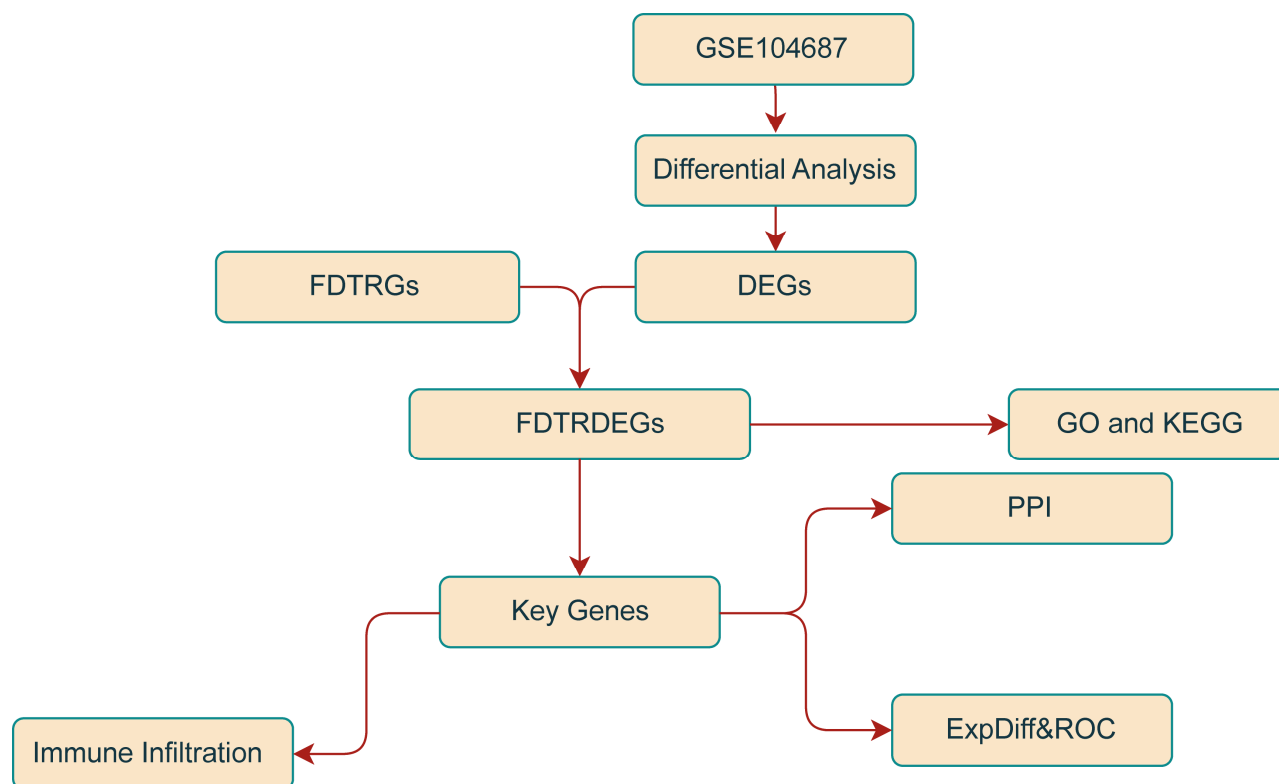 GSE104687
Differential Analysis
FDTRGs
DEGs
FDTRDEGs
GO and KEGG
PPI
Key Genes
ExpDiff&ROC
Immune Infiltration